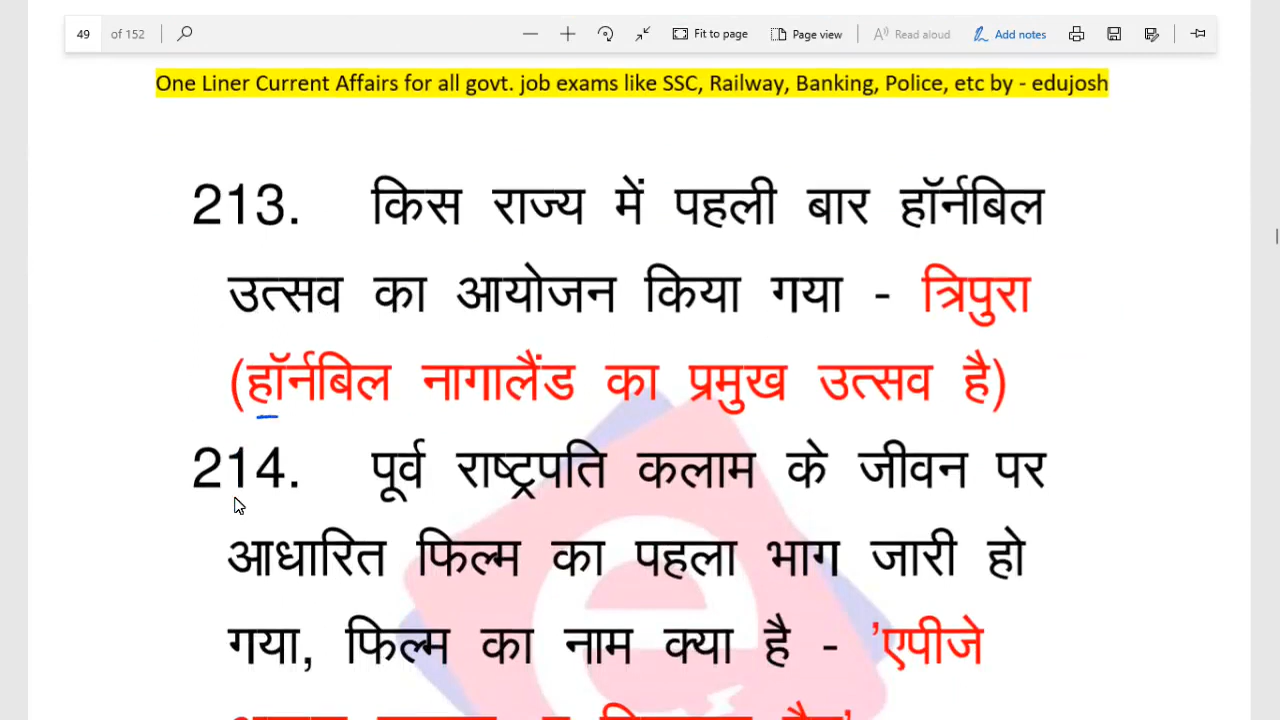 49 of 152 Fit to page Page view Read aloud Add notes
One Liner Current Affairs for all govt. job exams like SSC, Railway, Banking, Police, etc by - edujosh
213. किस राज्य में पहली बार हॉर्नबिल
उत्सव का आयोजन किया गया - त्रिपुरा
(हॉर्नबिल नागालैंड का प्रमुख उत्सव है)
214. पूर्व राष्ट्रपति कलाम के जीवन पर
आधारित फिल्म का पहला भाग जारी हो
गया, फिल्म का नाम क्या है - ’एपीजे